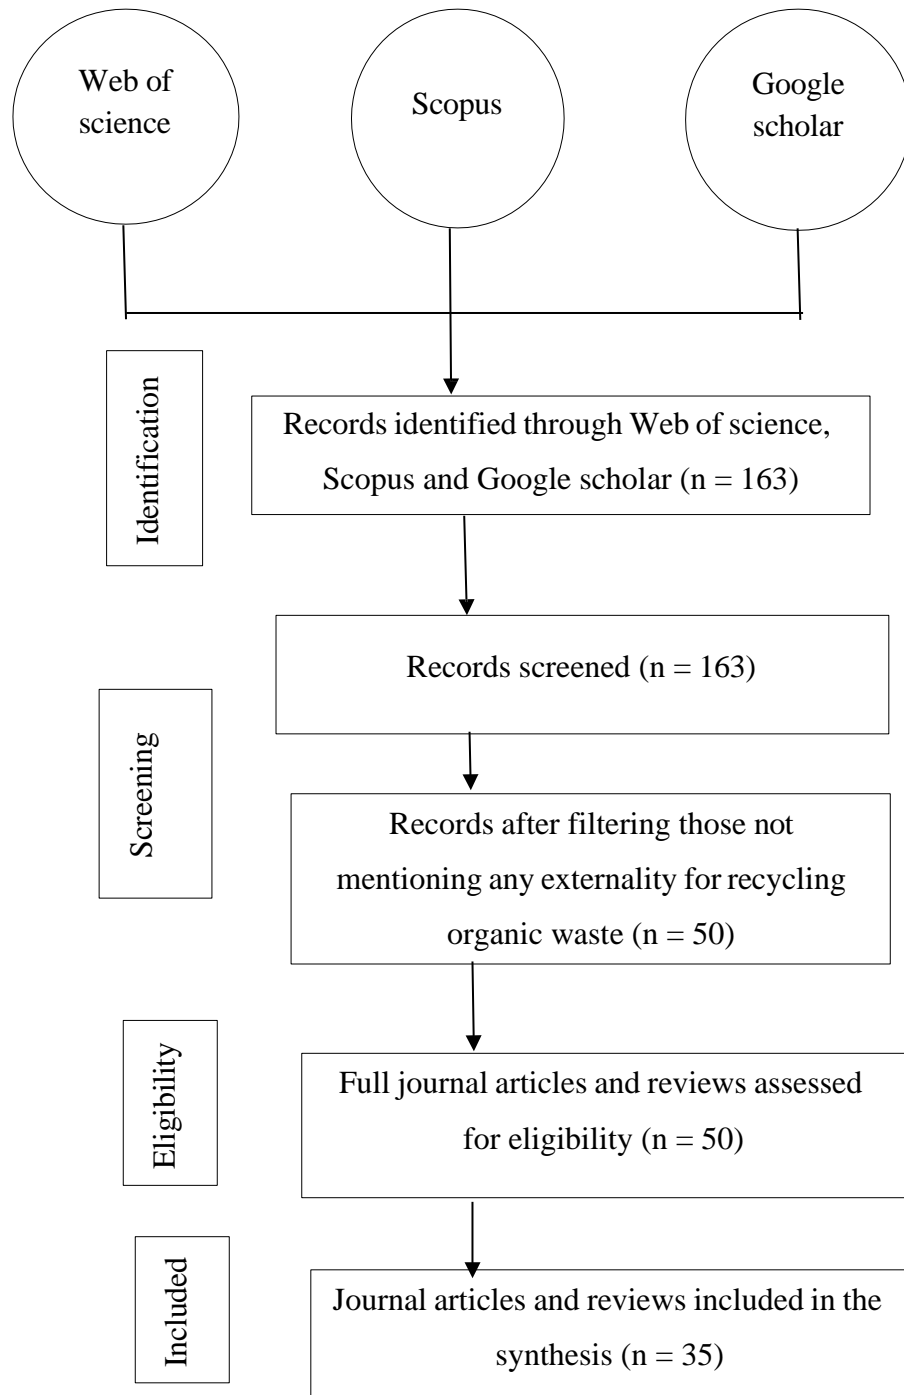 Web of
science
Scopus
Google
scholar
Identification
Records identified through Web of science,
Scopus and Google scholar (n = 163)
Records screened (n = 163)
Screening
Records after filtering those not
mentioning any externality for recycling
organic waste (n = 50)
Eligibility
Full journal articles and reviews assessed
for eligibility (n = 50)
Included
Journal articles and reviews included in the
synthesis (n = 35)